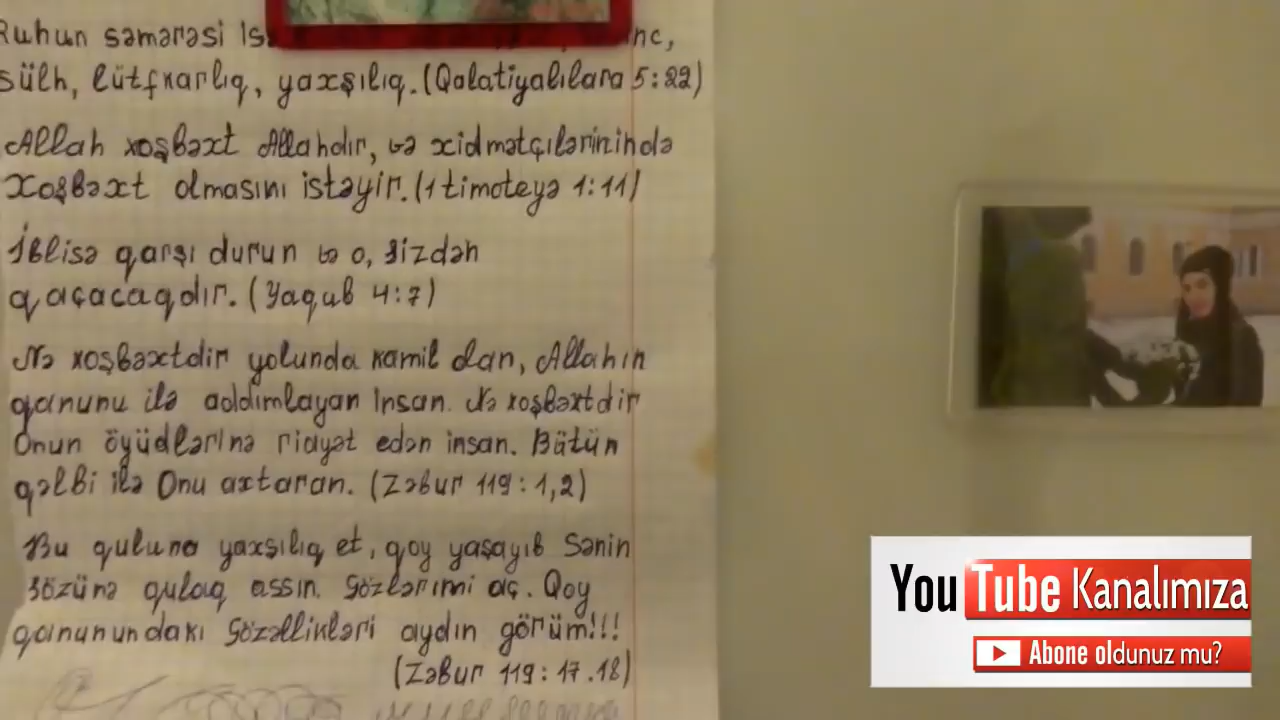 Ruhun səmərəsi
sülh, lütfkarlıq, yaxşılıq. (Qalatiyalılara 5:22)
Allah xoşbəxt Allahdır, və xidmətçilərininində
xoşbəxt olmasını istəyir. (1 timoteyə 1:11)
İblisə qarşı durun və o, sizdən
qaçacaqdır. (Yaqub 4:7)
Nə xoşbəxtdir yolunda kamil olan, Allahın
qanunu ilə addımlayan Insan. Nə xoşbəxtdir
Onun öyüdlərinə riayət edən insan. Bütün
qəlbi ilə Onu axtaran. (Zəbur 119:1,2)
Bu quluna yaxşılıq et, qoy yaşayıb Sənin
sözünə qulaq assın. Gözlərimi aç. Qoy
qanunundakı gözəllikləri aydın görüm!!!
(Zəbur 119:17.18)
YouTube Kanalımıza
Abone oldunuz mu?